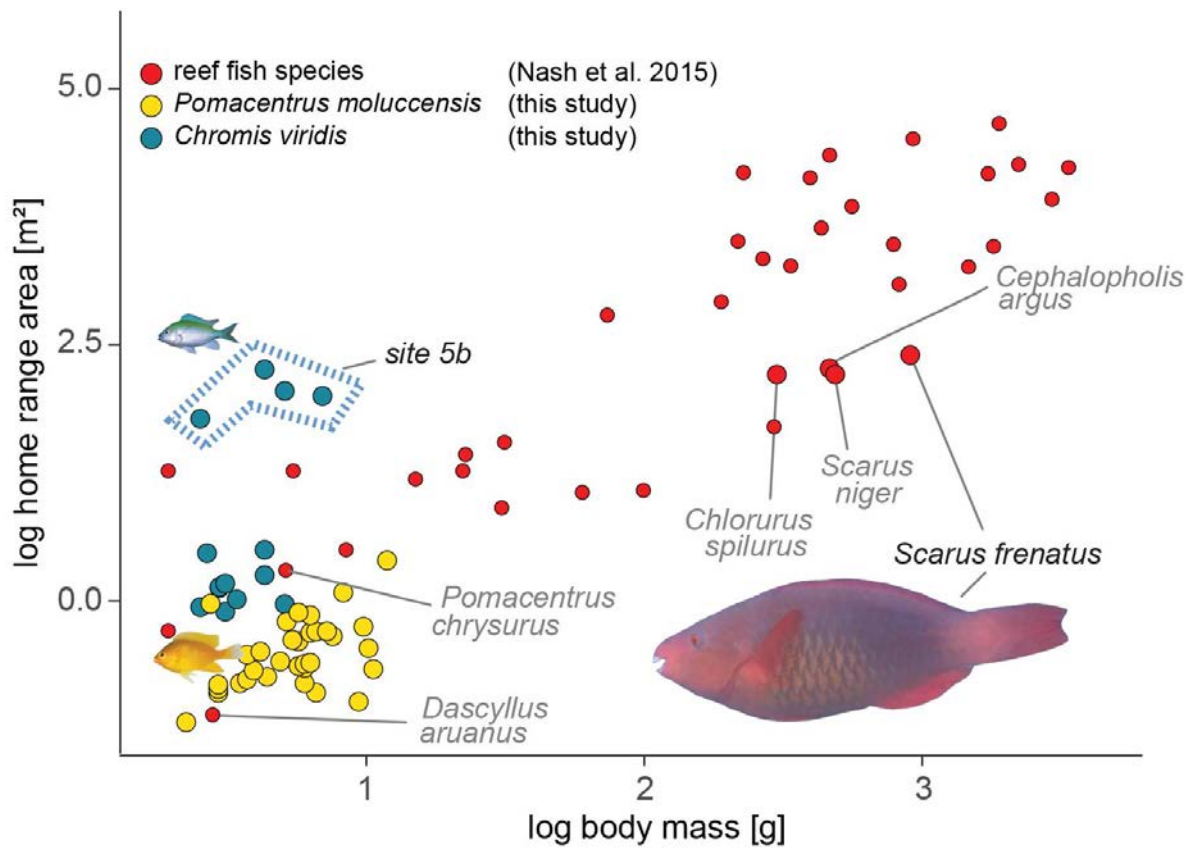 reef fish species (Nash et al. 2015)
Pomacentrus moluccensis (this study)
Chromis viridis (this study)
log home range area [m²]
5.0
2.5
0.0
site 5b
Cephalopholis
argus
Scarus
niger
Chlorurus
spilurus
Scarus frenatus
Pomacentrus
chrysurus
Dascyllus
aruanus
1
2
3
log body mass [g]